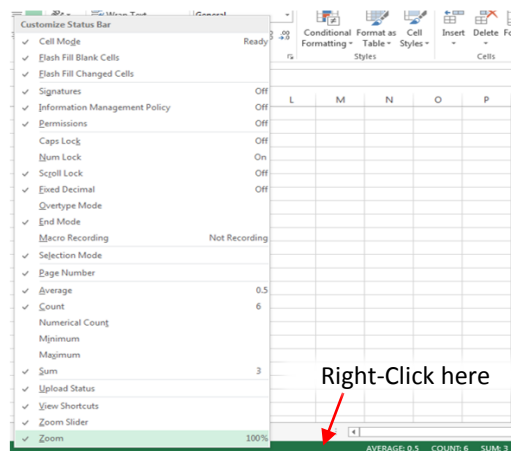 Wrap Text General
Customize Status Bar
Cell Mode Ready
Flash Fill Blank Cells
Flash Fill Changed Cells
Signatures Off
Information Management Policy Off
Permissions Off
Caps Lock Off
Num Lock On
Scroll Lock Off
Fixed Decimal Off
Overtype Mode
End Mode
Macro Recording Not Recording
Selection Mode
Page Number
Average 0.5
Count 6
Numerical Count
Minimum
Maximum
Sum 3
Upload Status
View Shortcuts
Zoom Slider
Zoom 100%
Conditional Format as Cell Insert Delete
Formatting Table Styles
Styles Cells
L M N O P
Right-Click here
AVERAGE: 0.5 COUNT: 6 SUM: 3